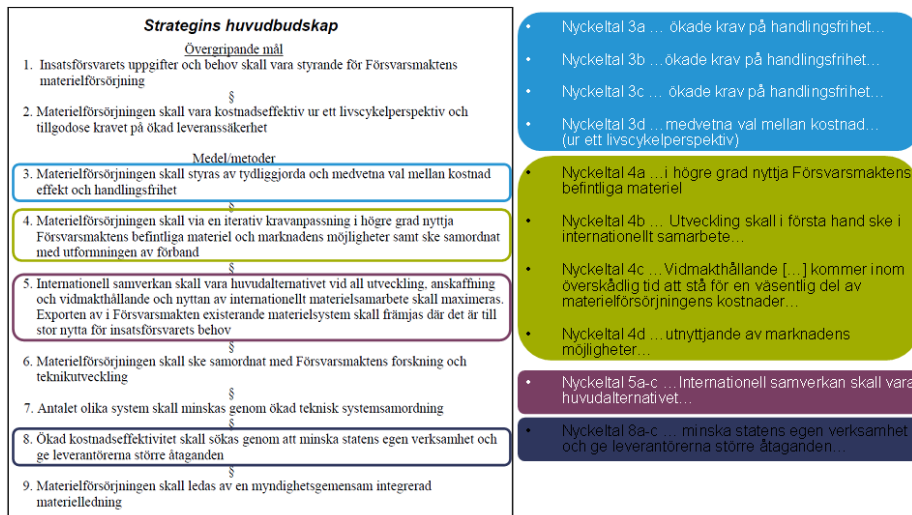 Strategins huvudbudskap
Övergripande mål
1. Insatsförsvarets uppgifter och behov skall vara styrande för Försvarsmaktens
materielförsörjning
§
2. Materielförsörjningen skall vara kostnadseffektiv ur ett livscykelperspektiv och
tillgodose kravet på ökad leveranssäkerhet
Medel/metoder
3. Materielförsörjningen skall styras av tydliggjorda och medvetna val mellan kostnad
effekt och handlingsfrihet
§
4. Materielförsörjningen skall via en iterativ kravanpassning i högre grad nyttja
Försvarsmaktens befintliga materiel och marknadens möjligheter samt ske samordnat
med utformningen av förband
§
5. Internationell samverkan skall vara huvudalternativet vid all utveckling, anskaffning
och vidmakthållande och nyttan av internationellt materielsamarbete skall maximeras.
Exporten av i Försvarsmakten existerande materielsystem skall främjas där det är till
stor nytta för insatsförsvarets behov
§
6. Materielförsörjningen skall ske samordnat med Försvarsmaktens forskning och
teknikutveckling
§
7. Antalet olika system skall minskas genom ökad teknisk systemsamordning
§
8. Ökad kostnadseffektivitet skall sökas genom att minska statens egen verksamhet och
ge leverantörerna större åtaganden
§
9. Materielförsörjningen skall ledas av en myndighetsgemensam integrerad
materielledning
• Nyckeltal 3a … ökade krav på handlingsfrihet…
• Nyckeltal 3b …ökade krav på handlingsfrihet…
• Nyckeltal 3c … ökade krav på handlingsfrihet…
• Nyckeltal 3d … medvetna val mellan kostnad…
(ur ett livscykelperspektiv)
• Nyckeltal 4a …i högre grad nyttja Försvarsmaktens
befintliga materiel
• Nyckeltal 4b … Utveckling skall i första hand ske i
internationellt samarbete…
• Nyckeltal 4c …Vidmakthållande […] kommer inom
överskådlig tid att stå för en väsentlig del av
materielförsörjningens kostnader…
• Nyckeltal 4d …utnyttjande av marknadens
möjligheter…
• Nyckeltal 5a-c …Internationell samverkan skall vara
huvudalternativet…
• Nyckeltal 8a-c … minska statens egen verksamhet
och ge leverantörerna större åtaganden…